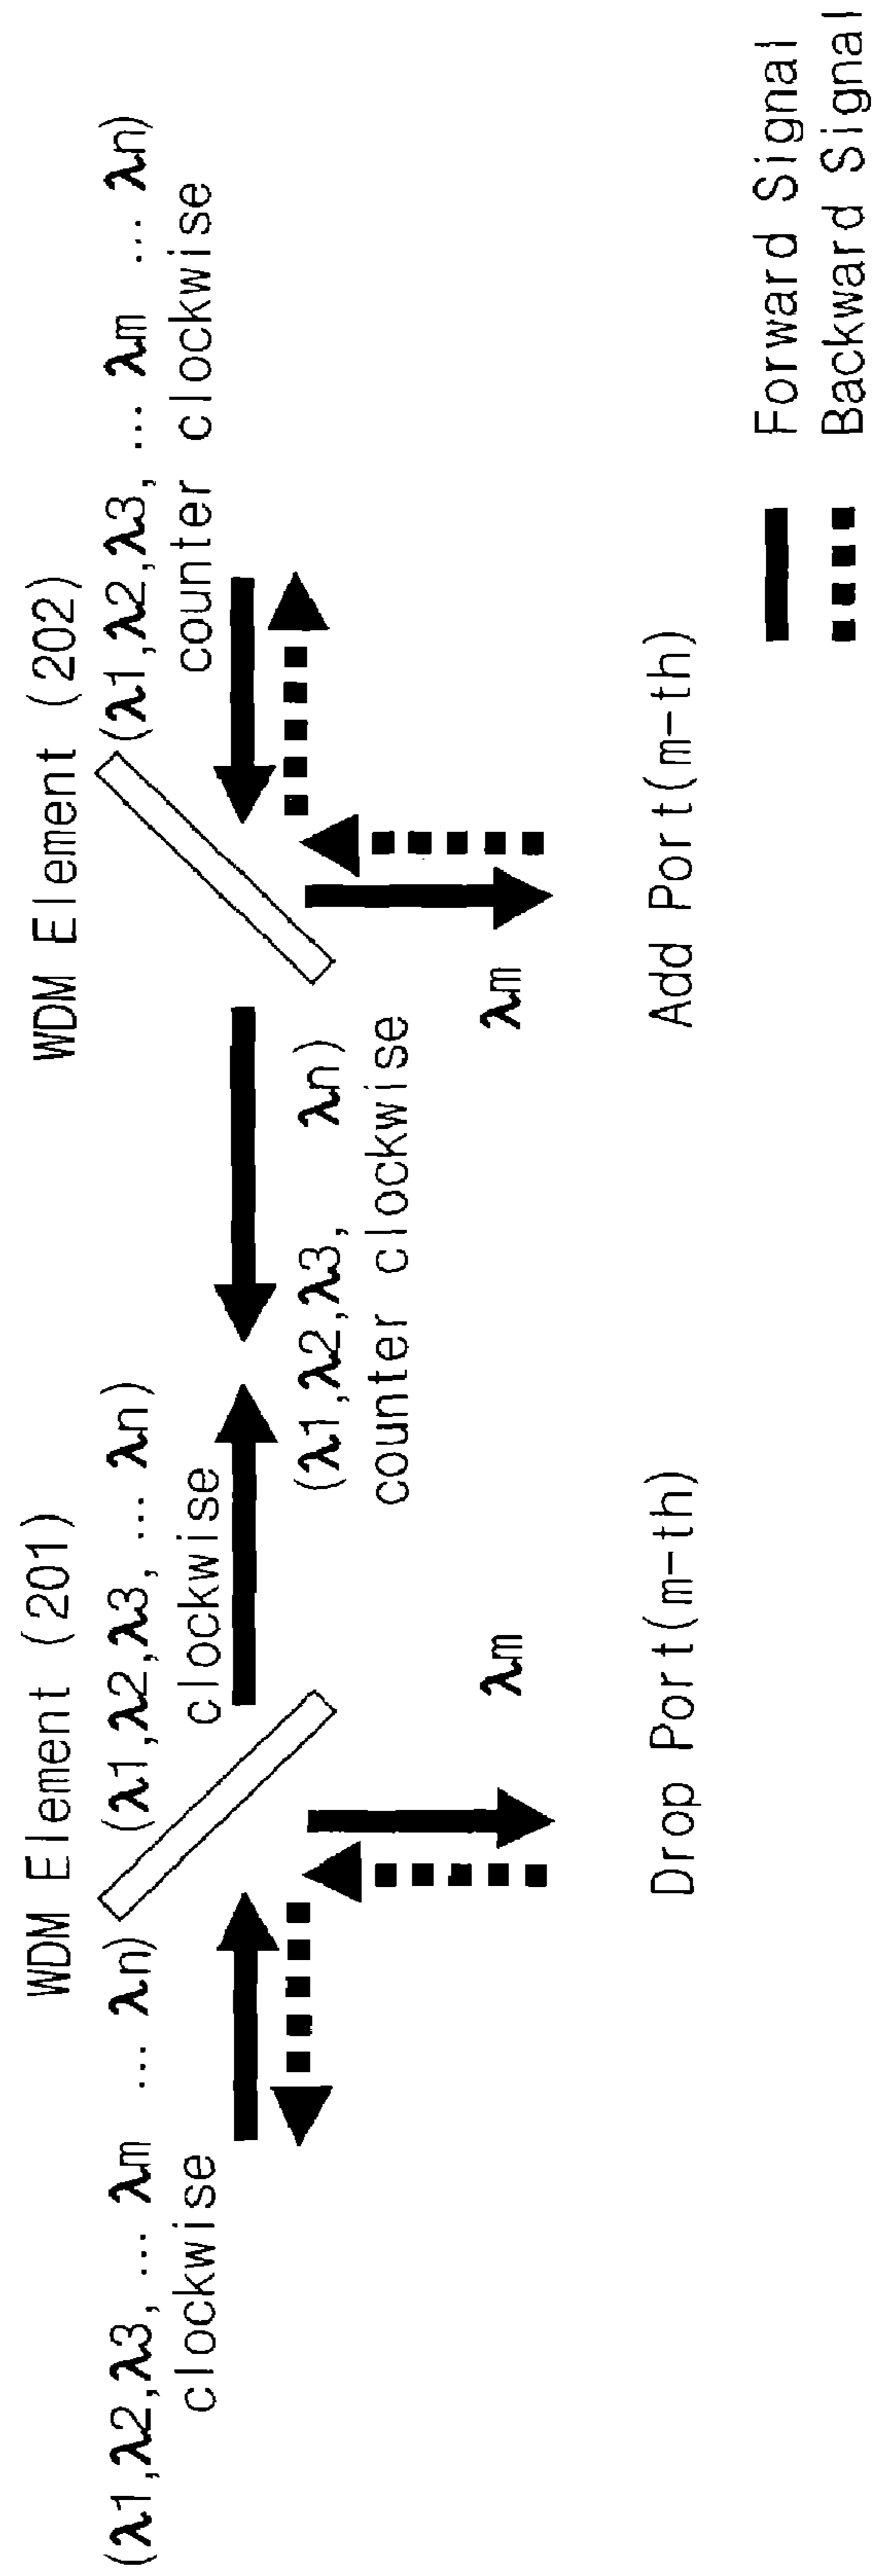 WDM Element (201)
WDM Element (202)
(λ1,λ2,λ3, ... λm ... λn)
clockwise
(λ1,λ2,λ3, ... λn)
clockwise
(λ1,λ2,λ3, ... λm ... λn)
counter clockwise
(λ1,λ2,λ3, λn)
counter clockwise
λm
λm
Drop Port(m-th)
Add Port(m-th)
Forward Signal
Backward Signal